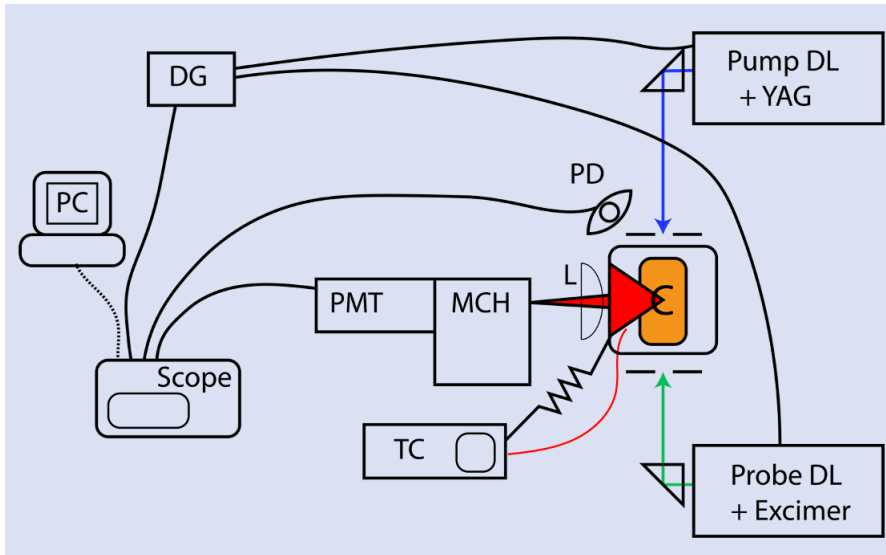 DG
Pump DL
+ YAG
PC
PD
L
C
PMT
MCH
Scope
TC
Probe DL
+ Excimer